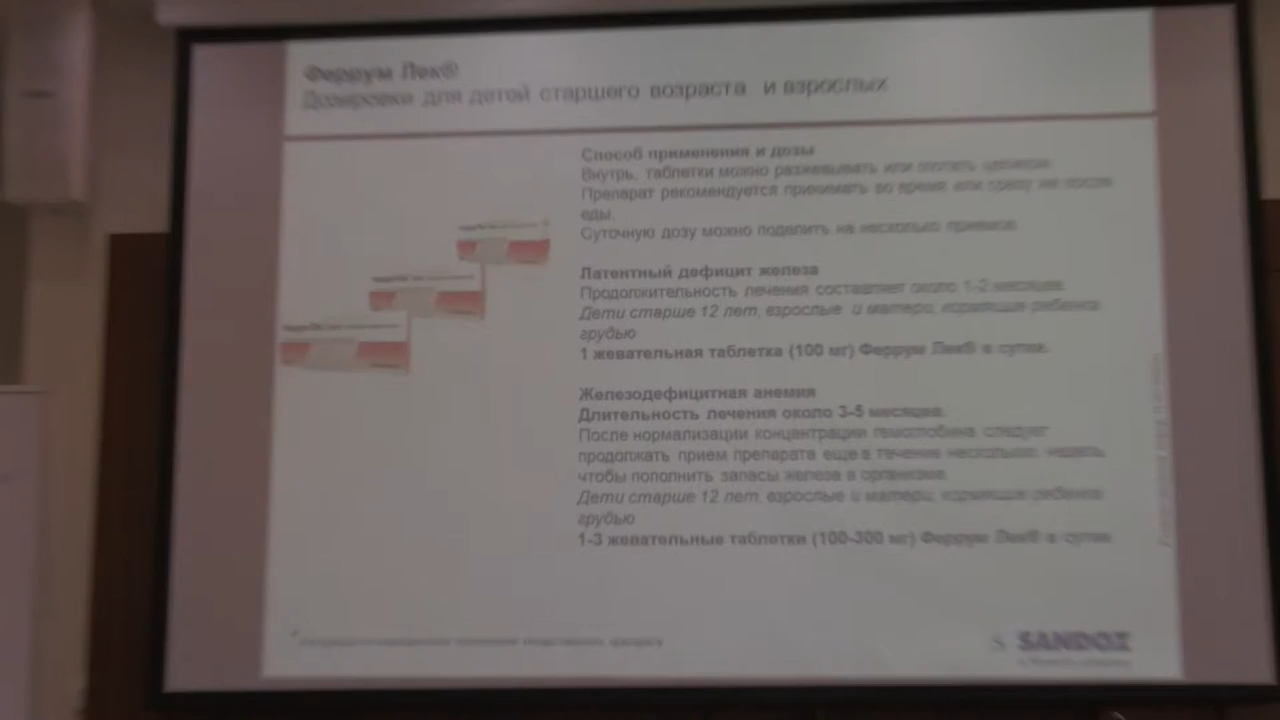 Феррум Лек®
Дозировки для детей старшего возраста и взрослых
Способ применения и дозы
Внутрь, таблетки можно разжевывать или глотать целиком.
Препарат рекомендуется принимать во время или сразу же после
еды.
Суточную дозу можно поделить на несколько приемов.
Латентный дефицит железа
Продолжительность лечения составляет около 1-2 месяцев.
Дети старше 12 лет, взрослые и матери, кормящие ребенка
грудью
1 жевательная таблетка (100 мг) Феррум Лек® в сутки.
Железодефицитная анемия
Длительность лечения около 3-5 месяцев.
После нормализации концентрации гемоглобина следует
продолжать прием препарата еще в течение нескольких недель,
чтобы пополнить запасы железа в организме.
Дети старше 12 лет, взрослые и матери, кормящие ребенка
грудью
1-3 жевательные таблетки (100-300 мг) Феррум Лек® в сутки.
SANDOZ